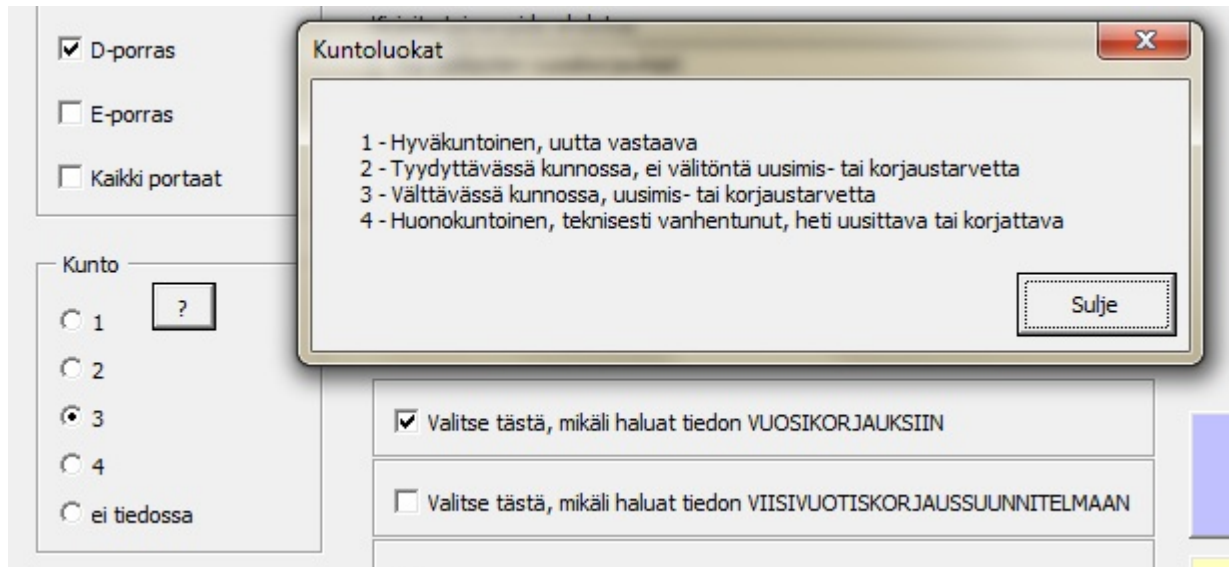 D-porras
E-porras
Kaikki portaat
Kuntoluokat
1 - Hyväkuntoinen, uutta vastaava
2 - Tyydyttävässä kunnossa, ei välitöntä uusimis- tai korjaustarvetta
3 - Välttävässä kunnossa, uusimis- tai korjaustarvetta
4 - Huonokuntoinen, teknisesti vanhentunut, heti uusittava tai korjattava
Sulje
Kunto
?
1
2
3
4
ei tiedossa
Valitse tästä, mikäli haluat tiedon VUOSIKORJAUKSIIN
Valitse tästä, mikäli haluat tiedon VIISIVUOTISKORJAUSSUUNNITELMAAN